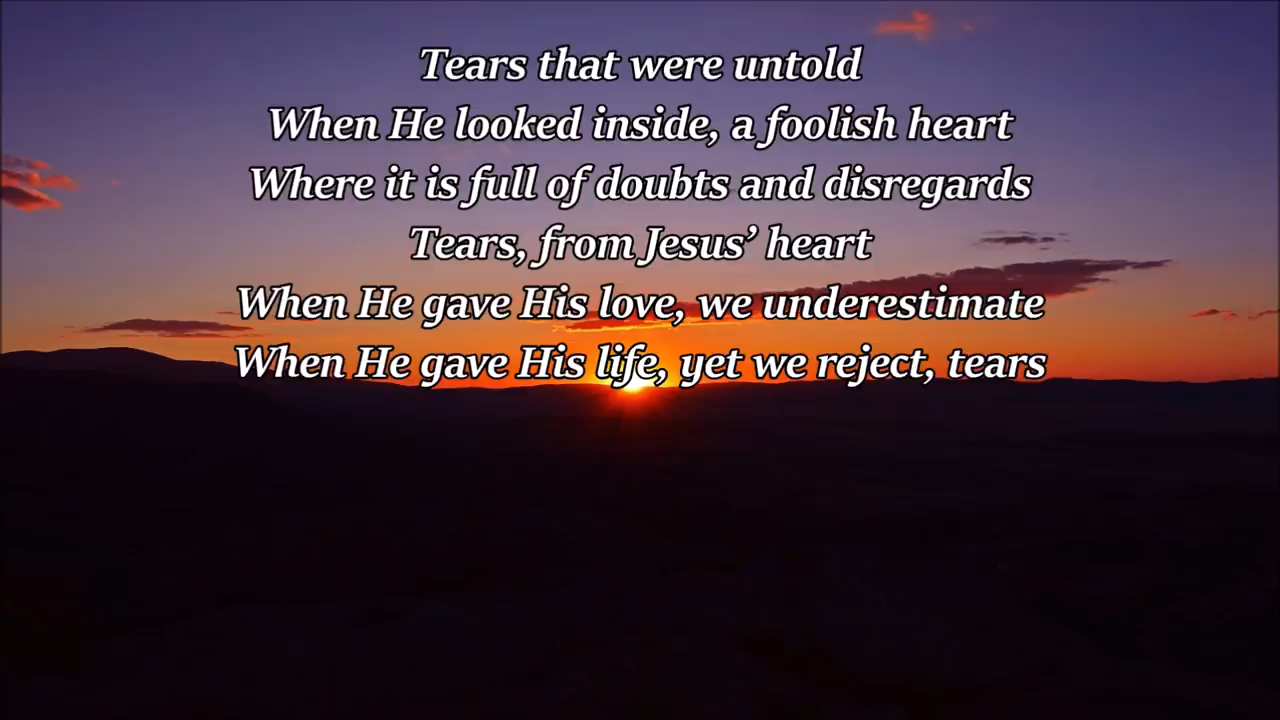 Tears that were untold
When He looked inside, a foolish heart
Where it is full of doubts and disregards
Tears, from Jesus’ heart
When He gave His love, we underestimate
When He gave His life, yet we reject, tears